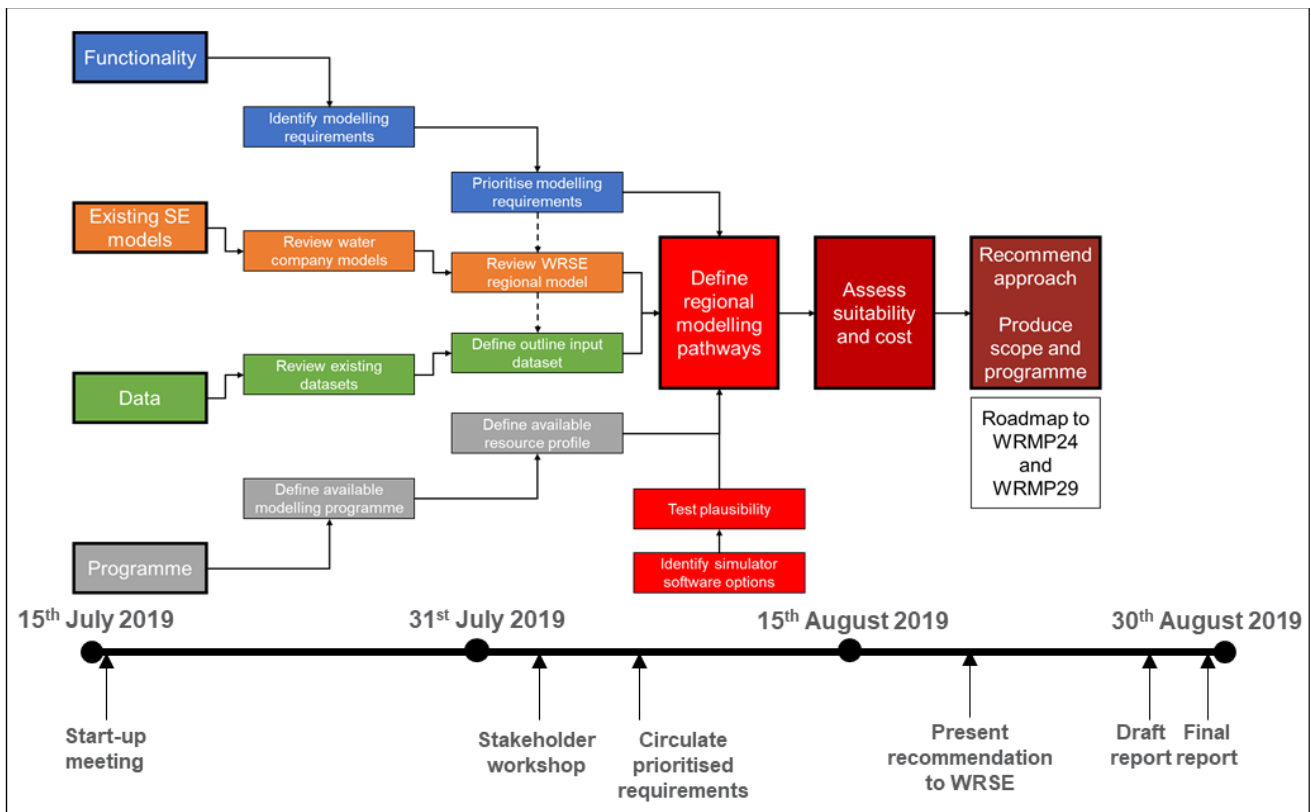 Functionality
Identify modelling
requirements
Prioritise modelling
requirements
Existing SE
models
Review water
company models
Review WRSE
regional model
Define
regional
modelling
pathways
Assess
suitability
and cost
Recommend
approach
Produce
scope and
programme
Data
Review existing
datasets
Define outline input
dataset
Roadmap to
WRMP24
and
WRMP29
Programme
Define available
modelling programme
Define available
resource profile
Test plausibility
Identify simulator
software options
15th July 2019
31st July 2019
15th August 2019
30th August 2019
Start-up
meeting
Stakeholder
workshop
Circulate
prioritised
requirements
Present
recommendation
to WRSE
Draft
report
Final
report